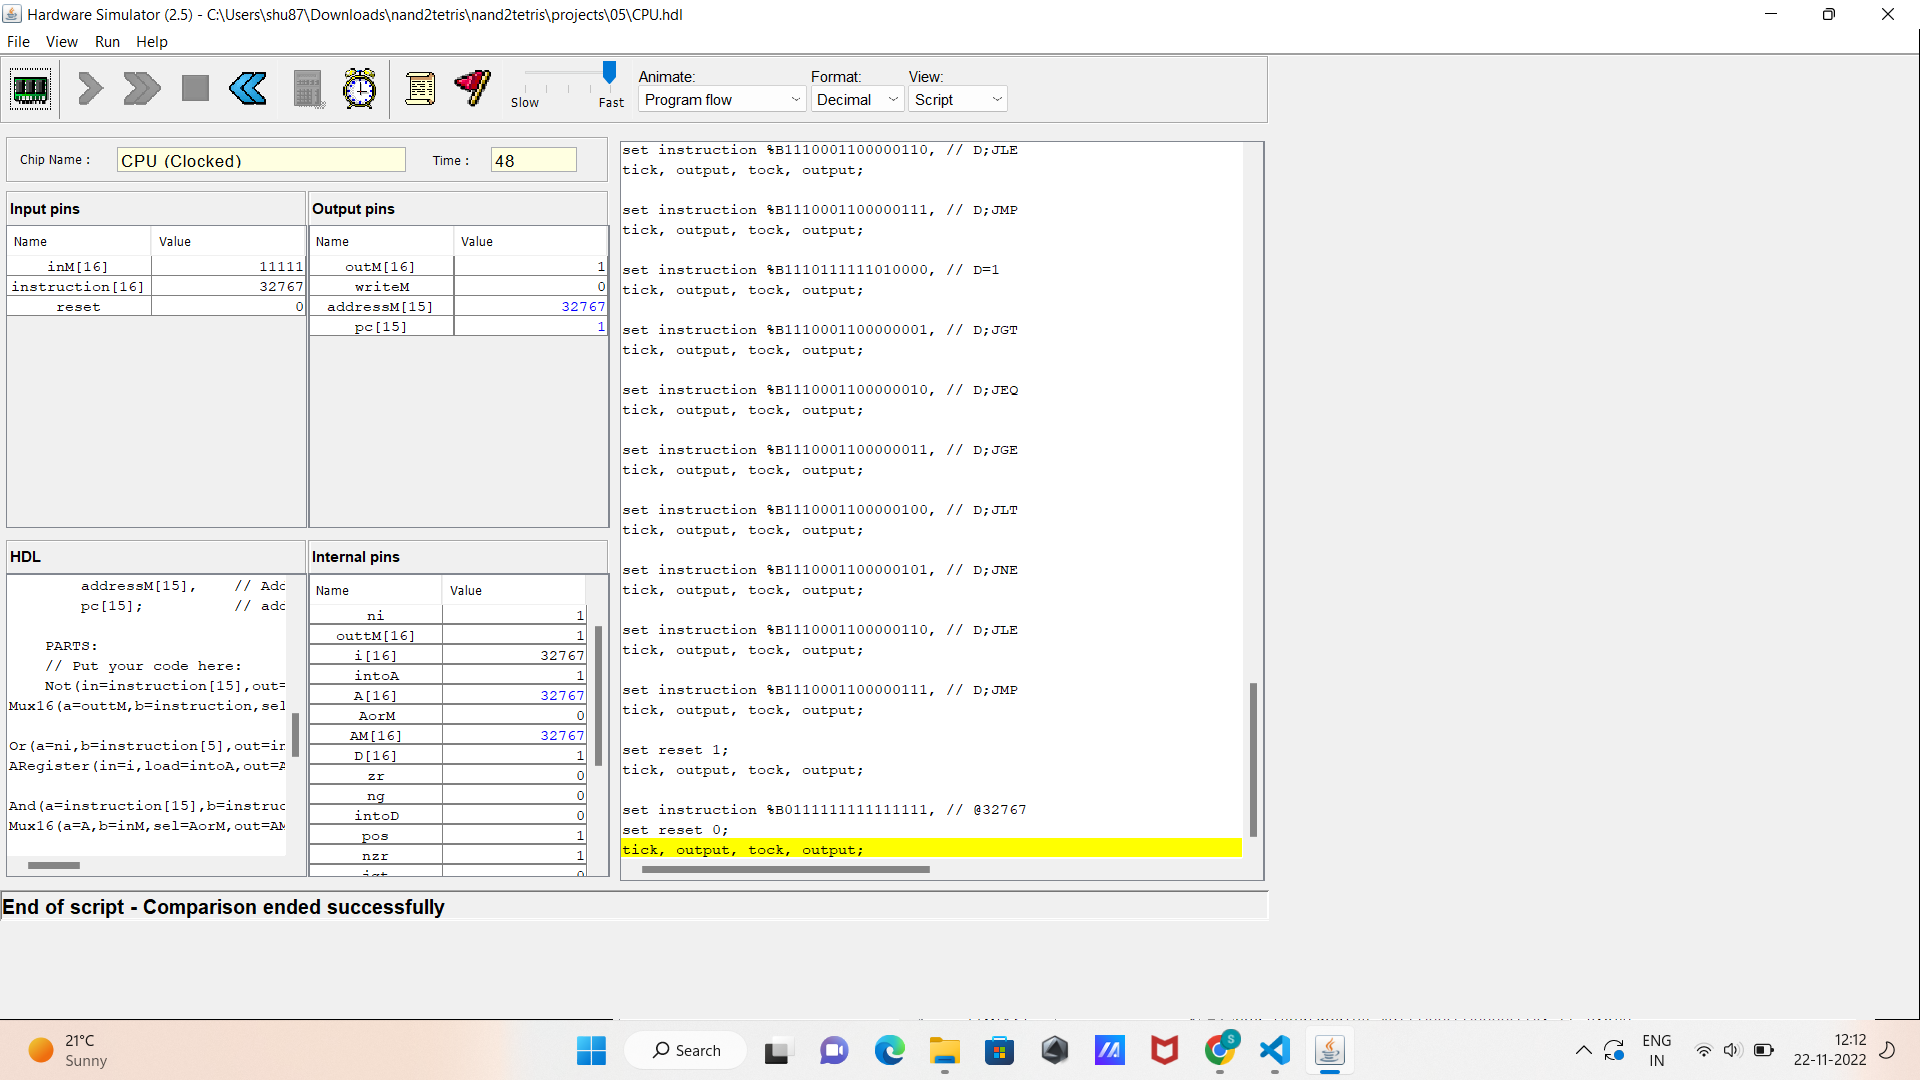 Hardware Simulator (2.5) - C:\Users\shu87\Downloads\nand2tetris\nand2tetris\projects\05\CPU.hdl
File View Run Help
Slow Fast
Animate: Format: View:
Program flow Decimal Script
Chip Name : CPU (Clocked) Time : 48
Input pins
Name Value
inM[16] 11111
instruction[16] 32767
reset 0
Output pins
Name Value
outM[16] 1
writeM 0
addressM[15] 32767
pc[15] 1
HDL
addressM[15], // Add
pc[15]; // add
PARTS:
// Put your code here:
Not(in=instruction[15],out=
Mux16(a=outtM,b=instruction,sel
Or(a=ni,b=instruction[5],out=in
ARegister(in=i,load=intoA,out=A
And(a=instruction[15],b=instruc
Mux16(a=A,b=inM,sel=AorM,out=AM
Internal pins
Name Value
ni 1
outtM[16] 1
i[16] 32767
intoA 1
A[16] 32767
AorM 0
AM[16] 32767
D[16] 1
zr 0
ng 0
intoD 0
pos 1
nzr 1
jgt 0
set instruction %B1110001100000110, // D;JLE
tick, output, tock, output;
set instruction %B1110001100000111, // D;JMP
tick, output, tock, output;
set instruction %B1110111111010000, // D=1
tick, output, tock, output;
set instruction %B1110001100000001, // D;JGT
tick, output, tock, output;
set instruction %B1110001100000010, // D;JEQ
tick, output, tock, output;
set instruction %B1110001100000011, // D;JGE
tick, output, tock, output;
set instruction %B1110001100000100, // D;JLT
tick, output, tock, output;
set instruction %B1110001100000101, // D;JNE
tick, output, tock, output;
set instruction %B1110001100000110, // D;JLE
tick, output, tock, output;
set instruction %B1110001100000111, // D;JMP
tick, output, tock, output;
set reset 1;
tick, output, tock, output;
set instruction %B0111111111111111, // @32767
set reset 0;
tick, output, tock, output;
End of script - Comparison ended successfully
21°C
Sunny
Search
S
ENG
IN
12:12
22-11-2022